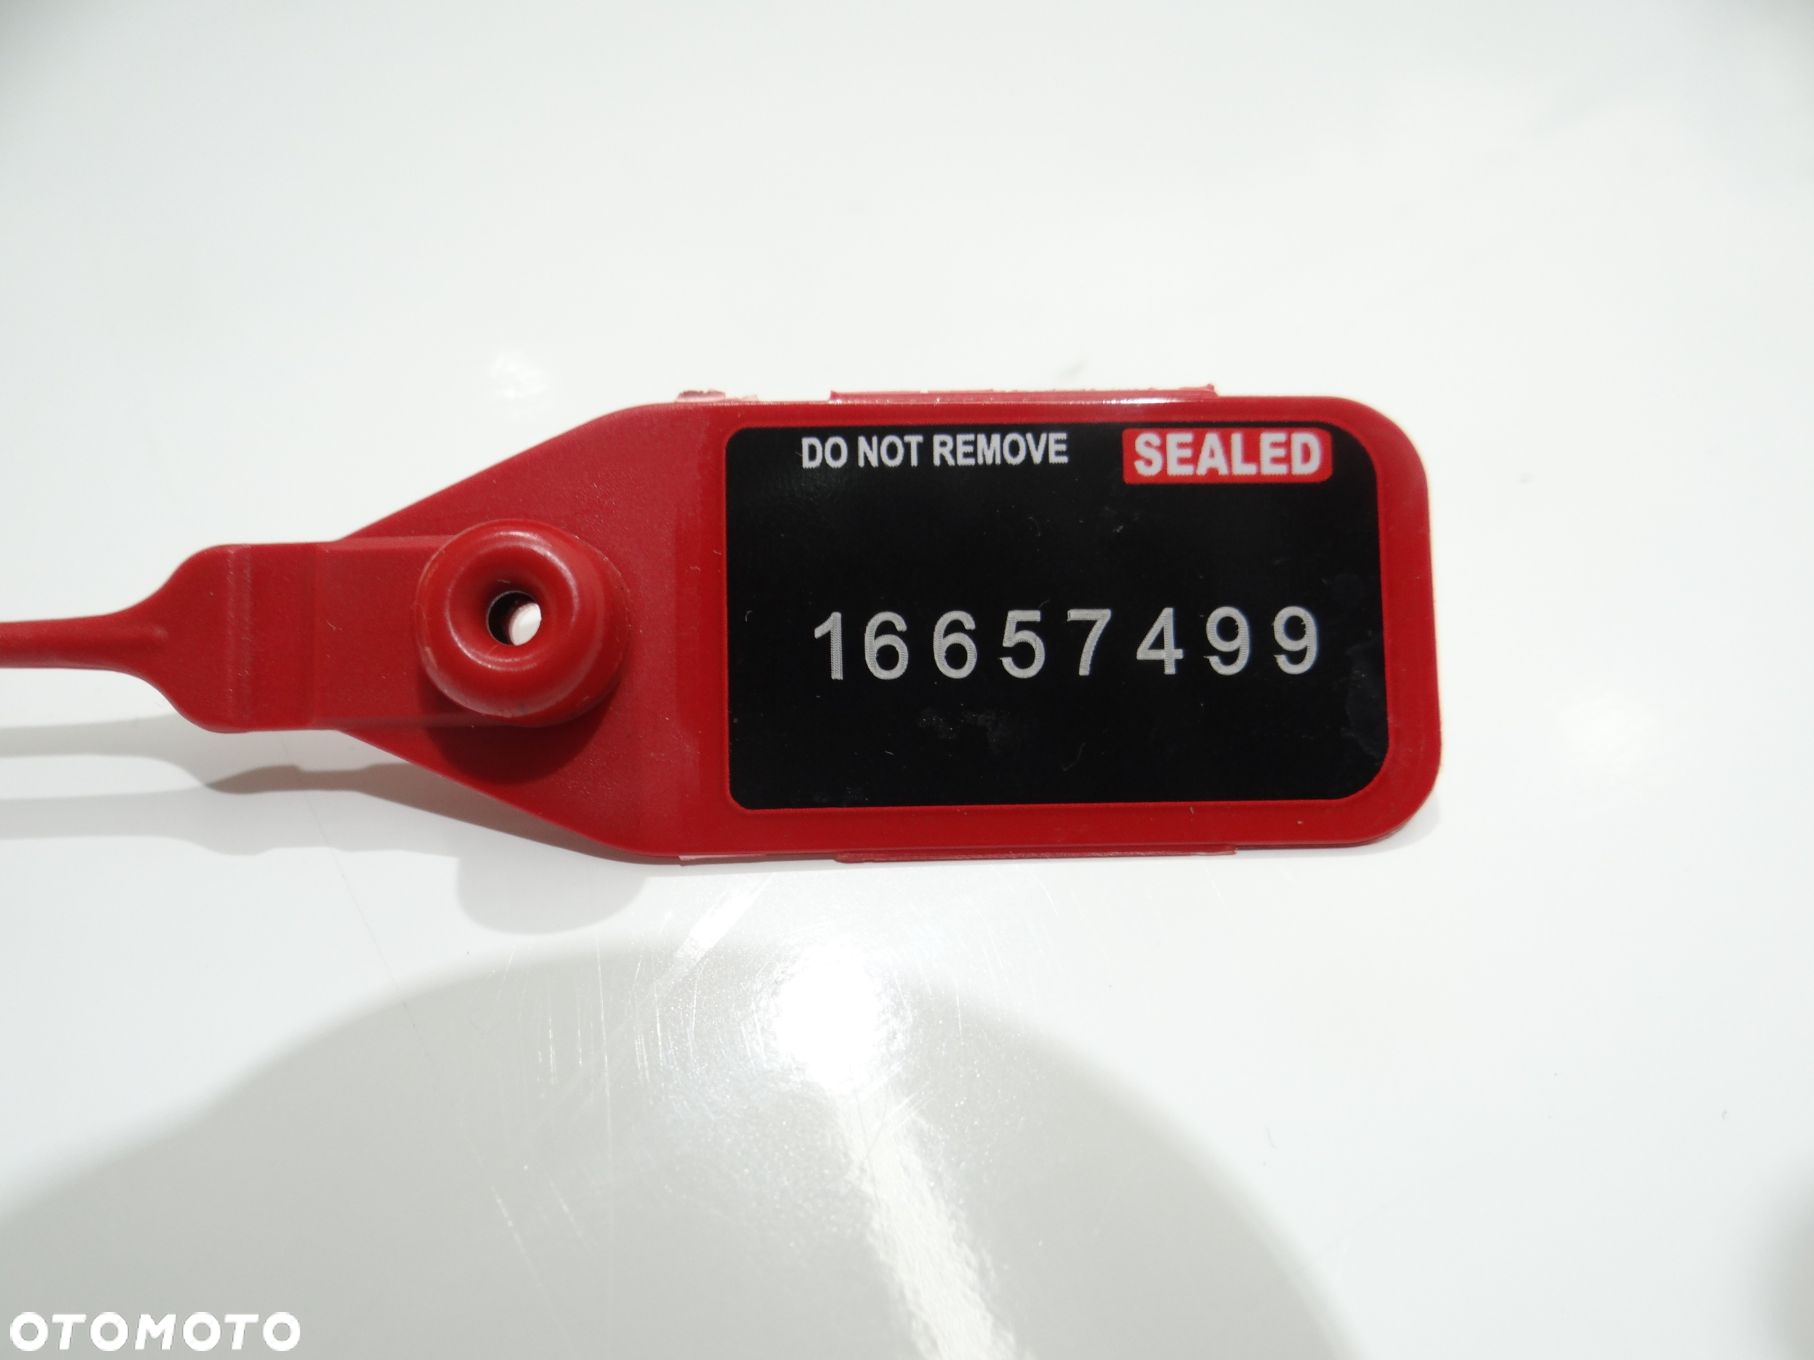 DO NOT REMOVE SEALED
16657499
OTOMOTO